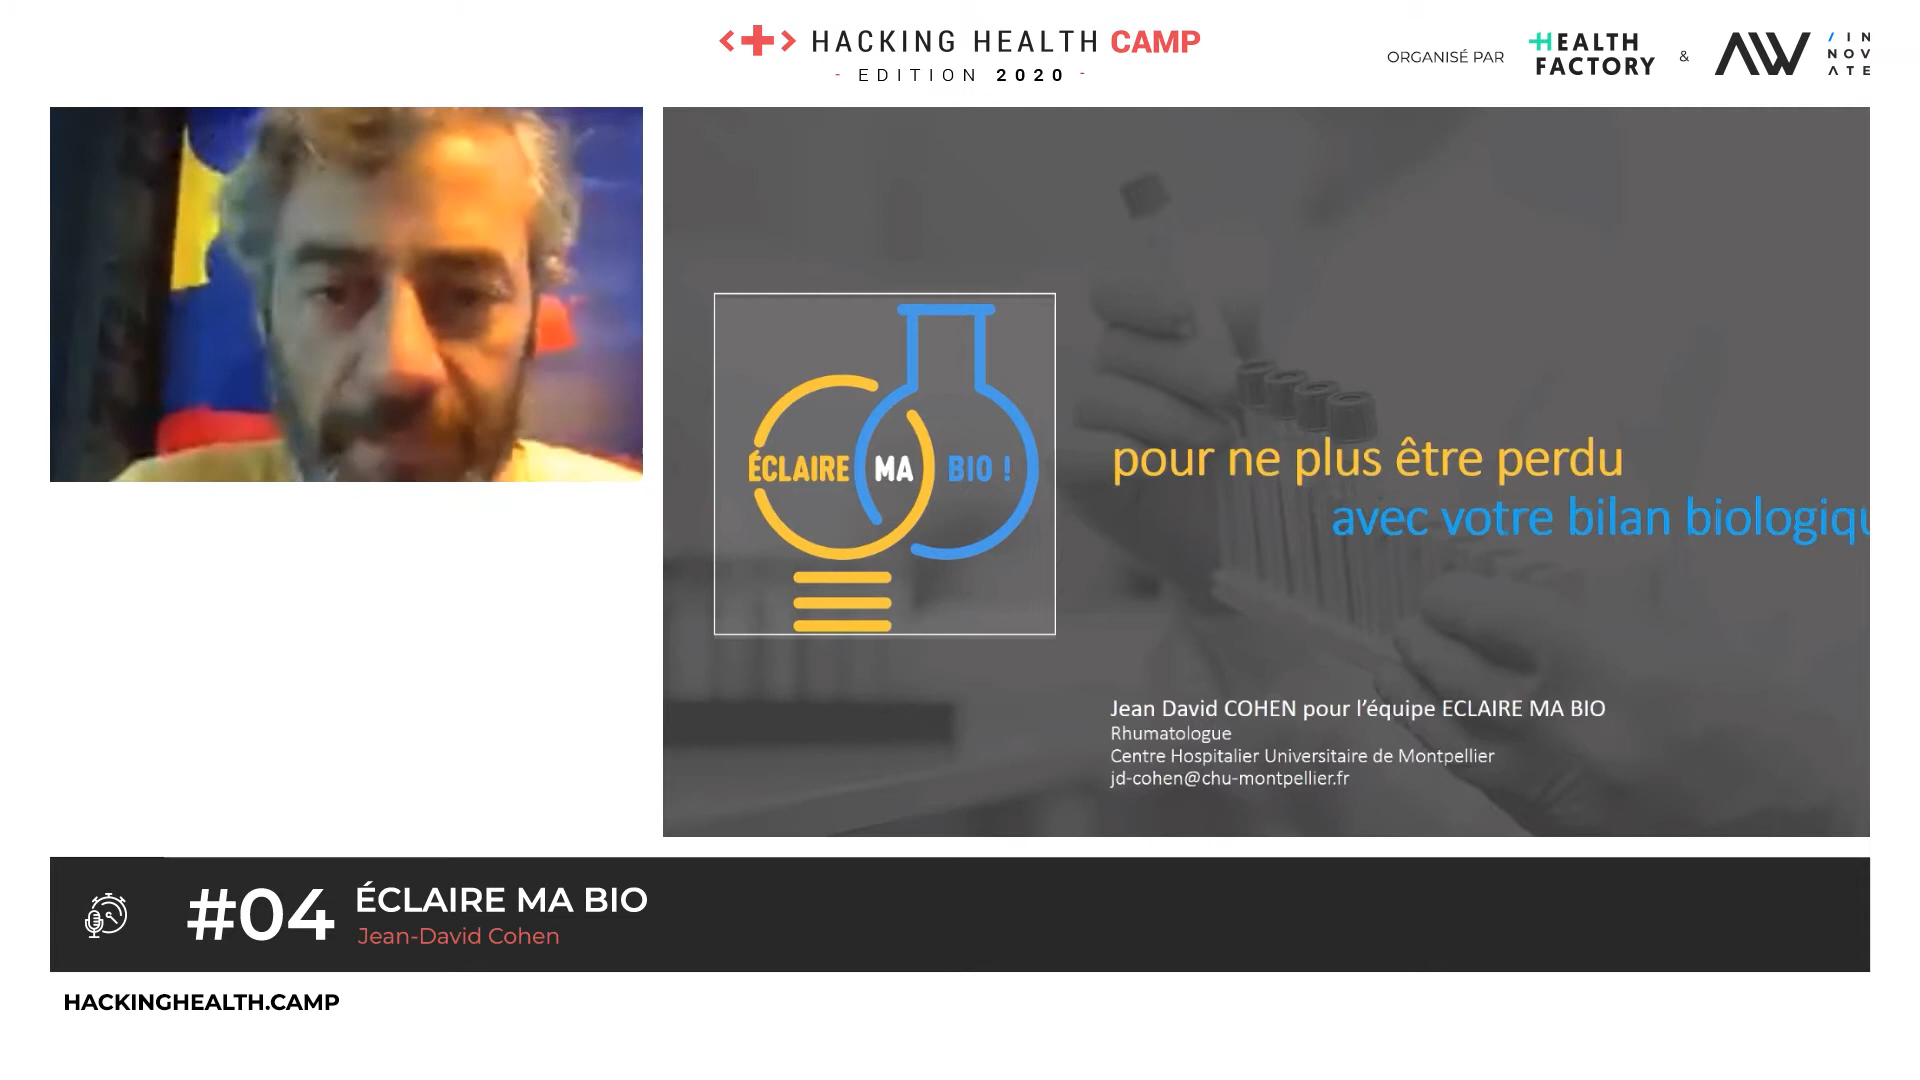 HACKING HEALTH CAMP
- EDITION 2020 -
ORGANISÉ PAR
HEALTH
FACTORY
&
AW
/IN
NOV
ATE
ÉCLAIRE MA BIO !
pour ne plus être perdu
avec votre bilan biologiqu
Jean David COHEN pour l’équipe ECLAIRE MA BIO
Rhumatologue
Centre Hospitalier Universitaire de Montpellier
jd-cohen@chu-montpellier.fr
#04
ÉCLAIRE MA BIO
Jean-David Cohen
HACKINGHEALTH.CAMP